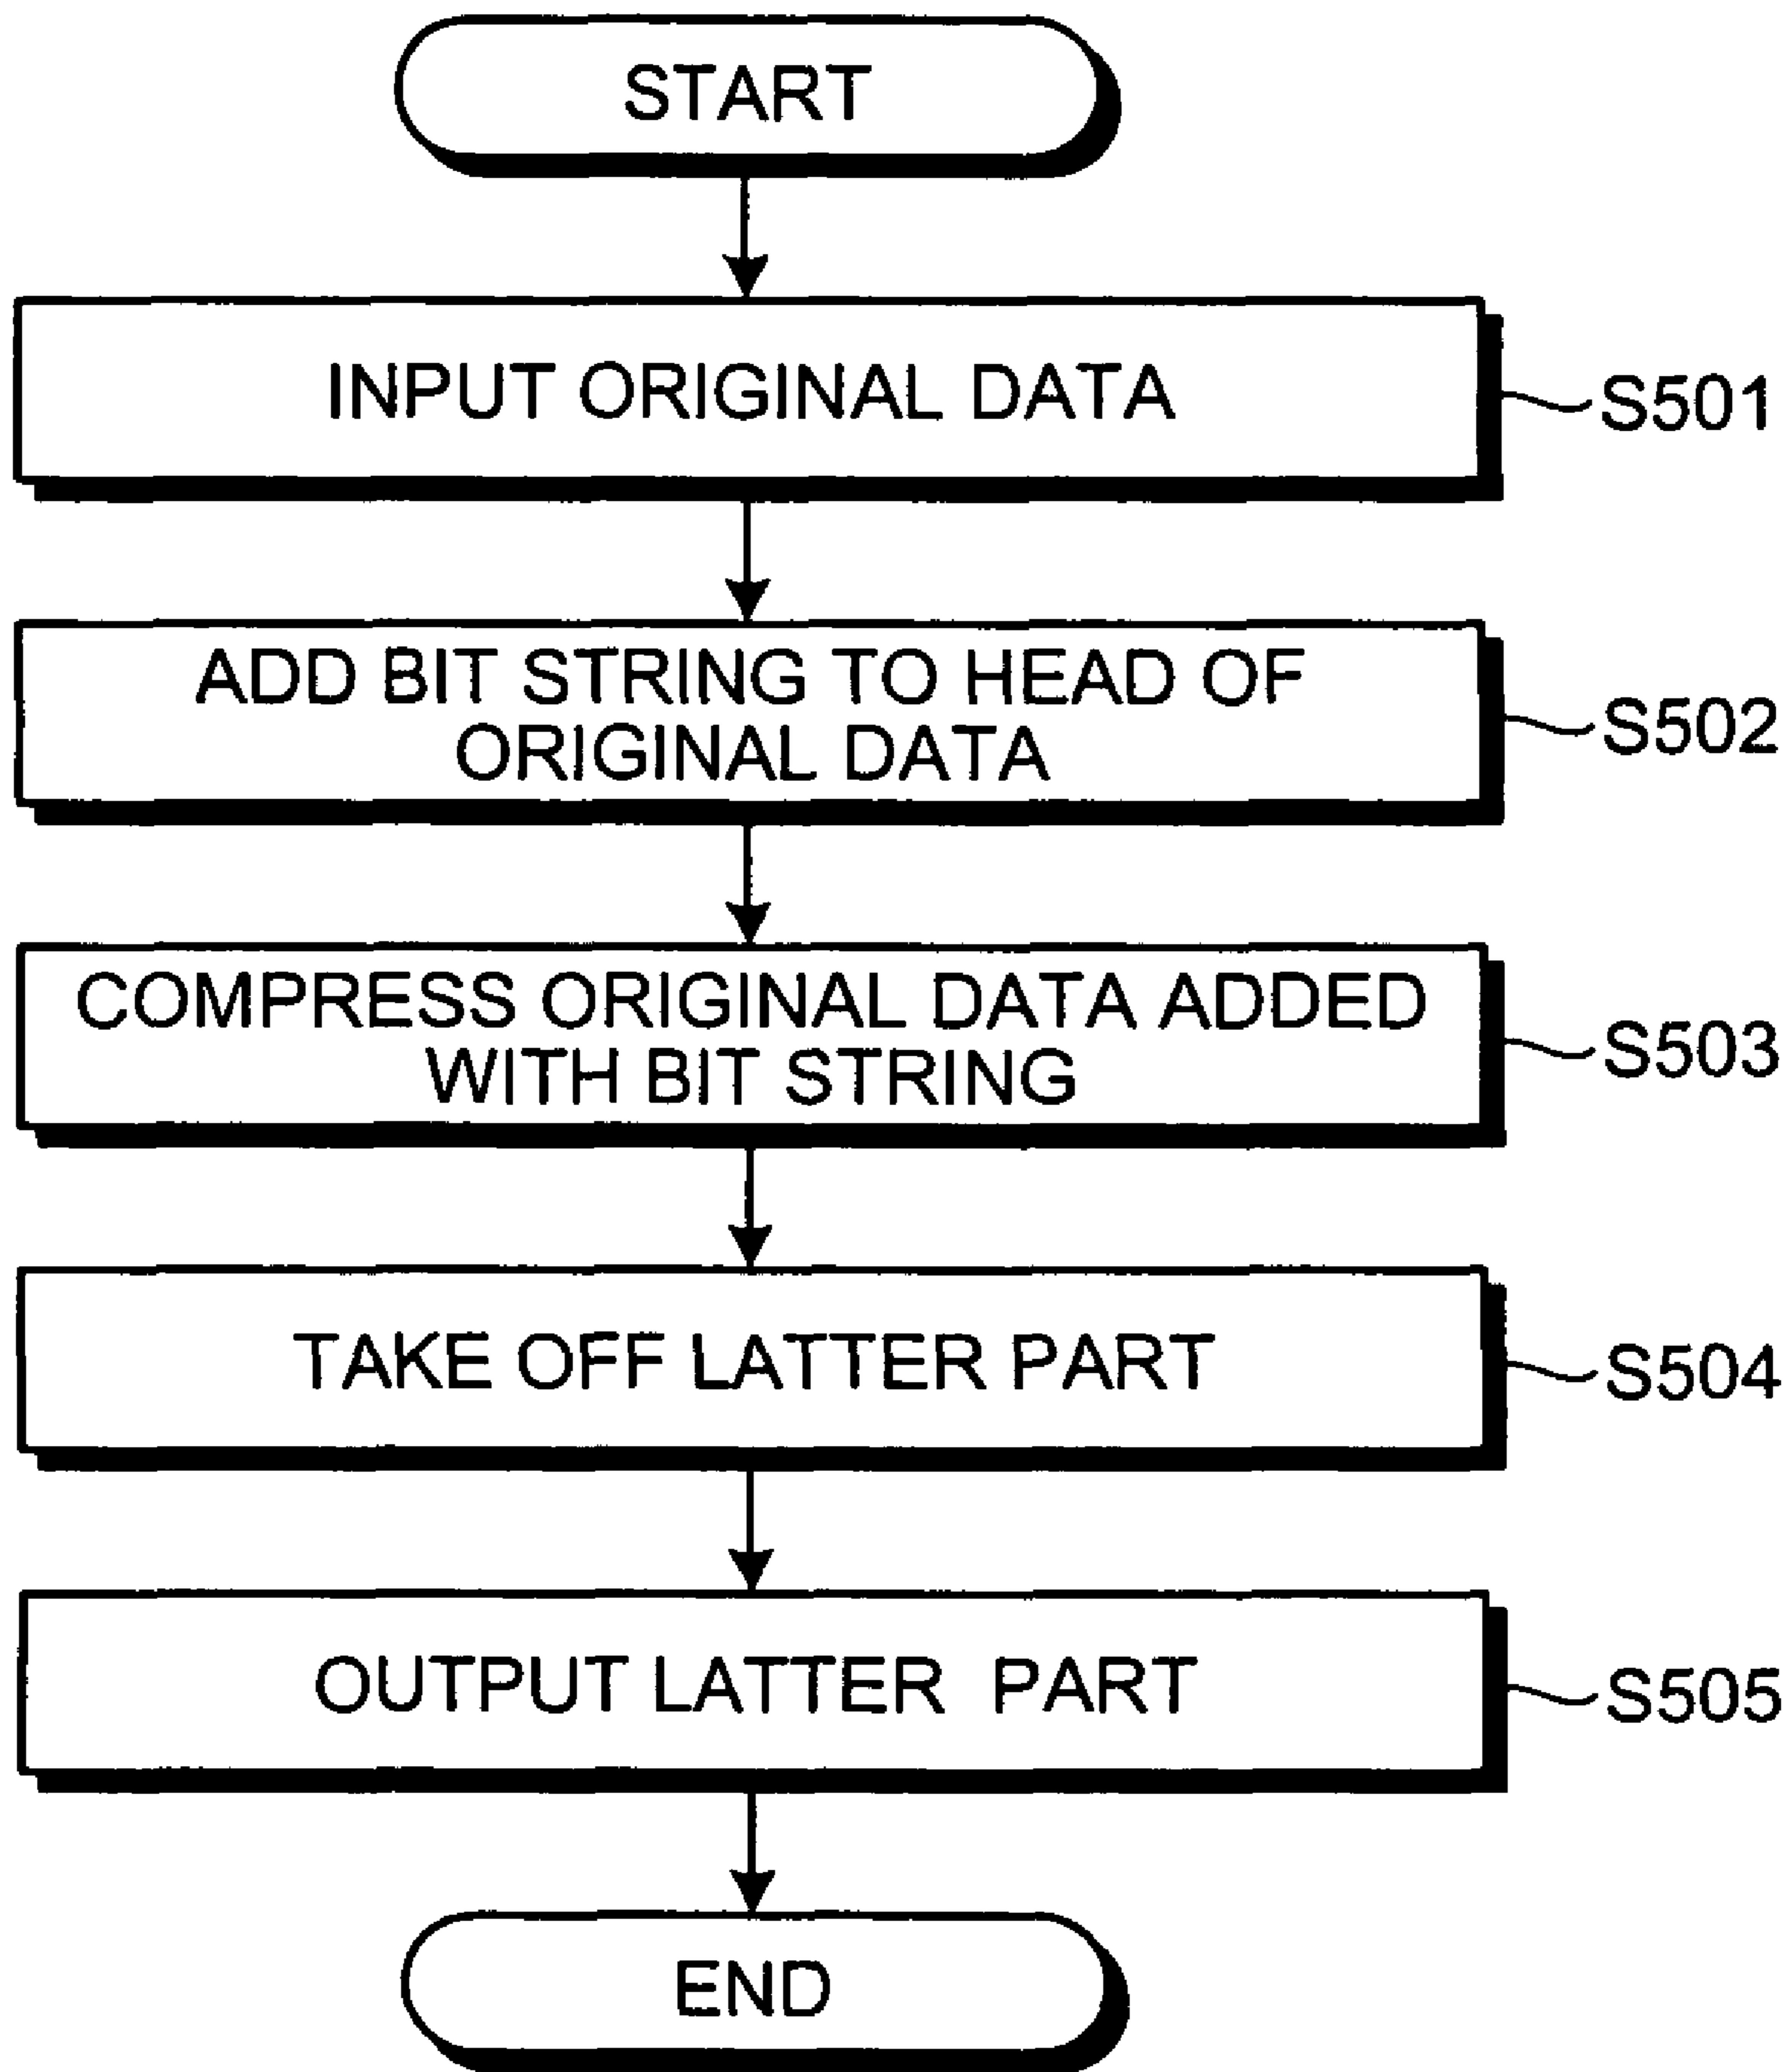 START
INPUT ORIGINAL DATA
S501
ADD BIT STRING TO HEAD OF
ORIGINAL DATA
S502
COMPRESS ORIGINAL DATA ADDED
WITH BIT STRING
S503
TAKE OFF LATTER PART
S504
OUTPUT LATTER PART
S505
END